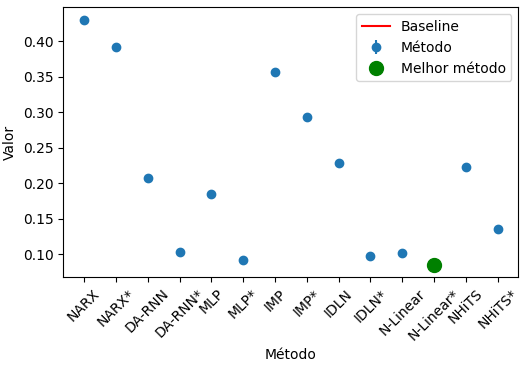 Baseline
Método
Melhor método
0.40
0.35
0.30
0.25
0.20
0.15
0.10
Valor
NARX NARX* DA-RNN DA-RNN* MLP MLP* IMP IMP* IDLN IDLN* N-Linear N-Linear* NHiTS NHiTS*
Método